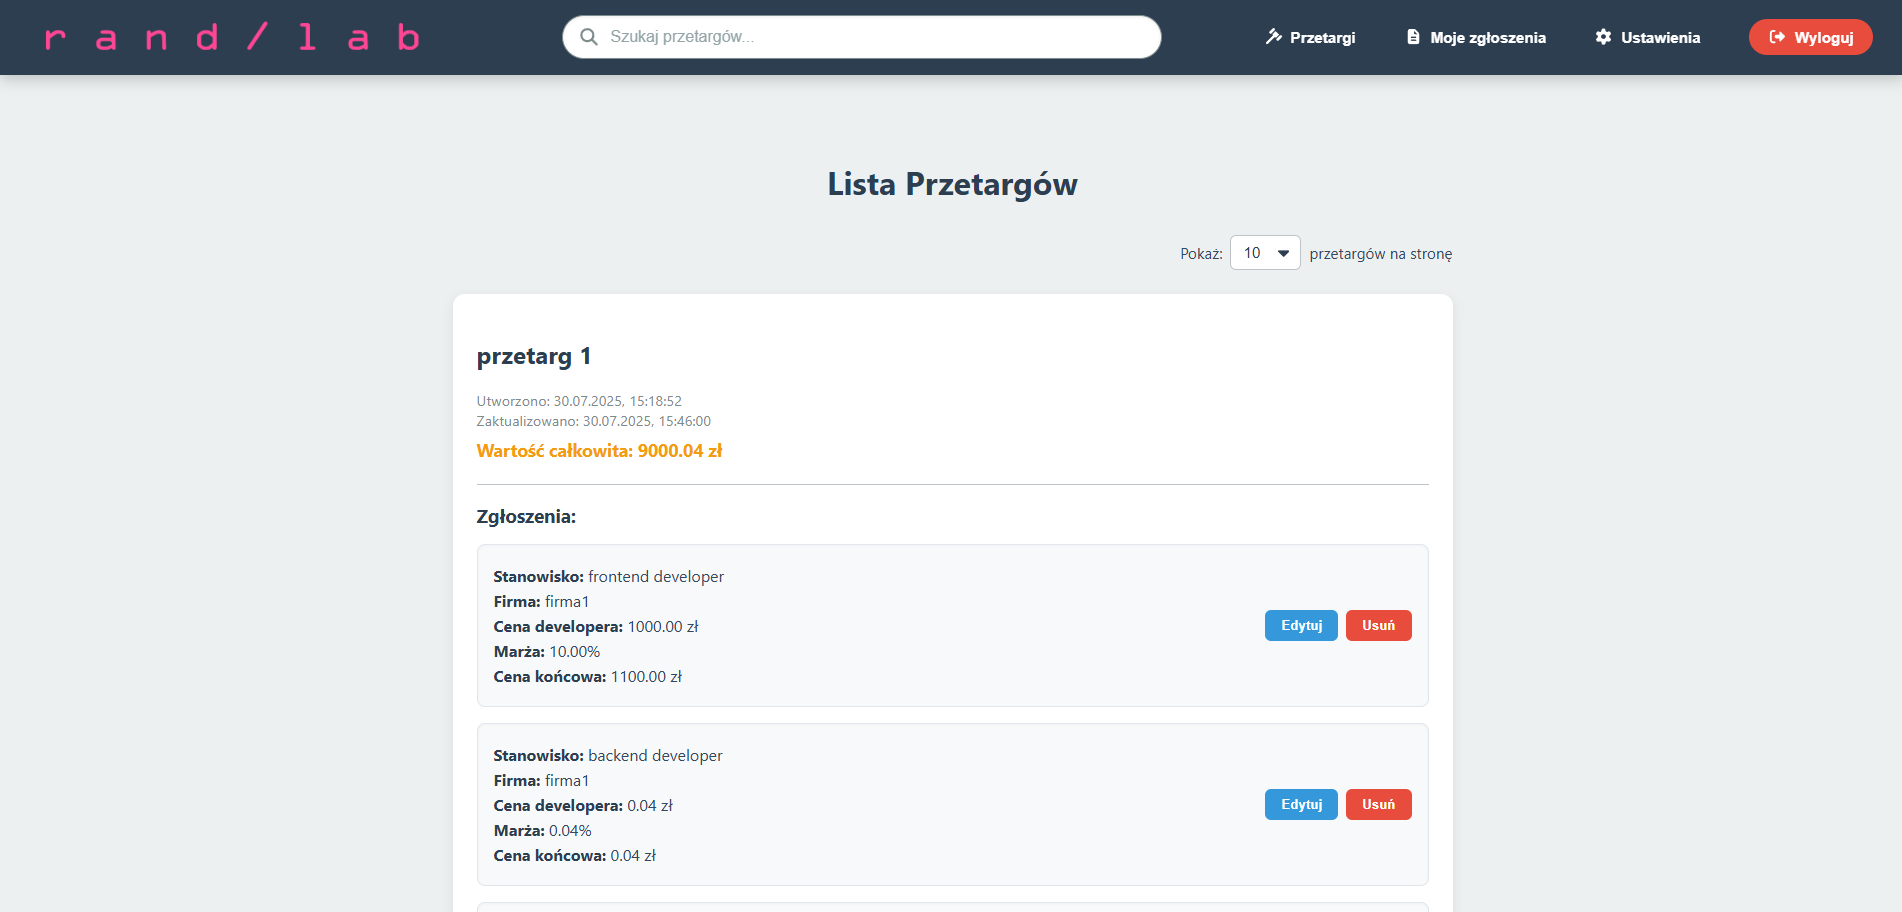 rand/lab
Szukaj przetargów...
Przetargi
Moje zgłoszenia
Ustawienia
Wyloguj
Lista Przetargów
Pokaż: 10 przetargów na stronę
przetarg 1
Utworzono: 30.07.2025, 15:18:52
Zaktualizowano: 30.07.2025, 15:46:00
Wartość całkowita: 9000.04 zł
Zgłoszenia:
Stanowisko: frontend developer
Firma: firma1
Cena developera: 1000.00 zł
Marża: 10.00%
Cena końcowa: 1100.00 zł
Edytuj
Usuń
Stanowisko: backend developer
Firma: firma1
Cena developera: 0.04 zł
Marża: 0.04%
Cena końcowa: 0.04 zł
Edytuj
Usuń